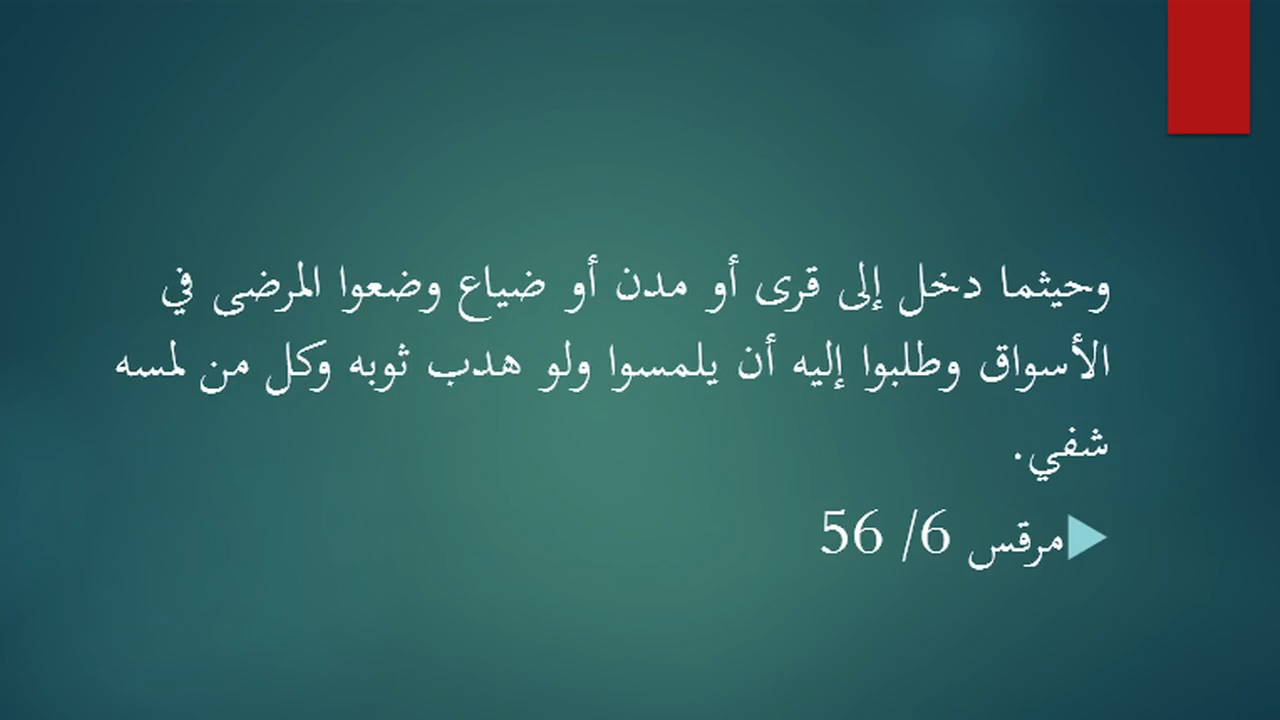 وحيثما دخل إلى قرى أو مدن أو ضياع وضعوا المرضى في
الأسواق وطلبوا إليه أن يلمسوا ولو هدب ثوبه وكل من لمسه
شفي.
مرقس 6/ 56